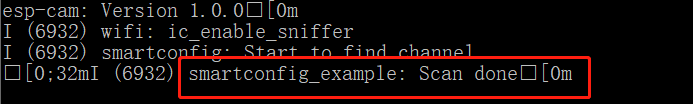 esp-cam: Version 1.0.0□[0m
I (6932) wifi: ic_enable_sniffer
I (6932) smartconfig: Start to find channel
□[0;32mI (6932) smartconfig_example: Scan done□[0m